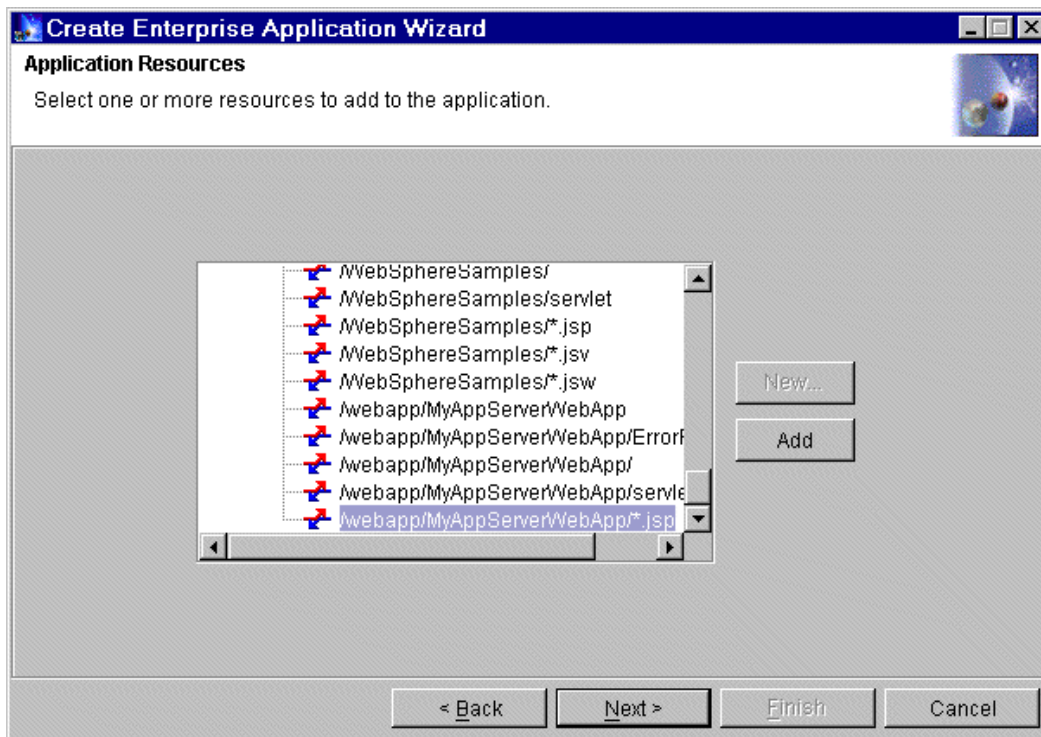 Create Enterprise Application Wizard
Application Resources
Select one or more resources to add to the application.
/WebSphereSamples/
/WebSphereSamples/servlet
/WebSphereSamples/*.jsp
/WebSphereSamples/*.jsv
/WebSphereSamples/*.jsw
/webapp/MyAppServerWebApp
/webapp/MyAppServerWebApp/Error
/webapp/MyAppServerWebApp/
/webapp/MyAppServerWebApp/servle
/webapp/MyAppServerWebApp/*.jsp
New...
Add
< Back
Next >
Finish
Cancel